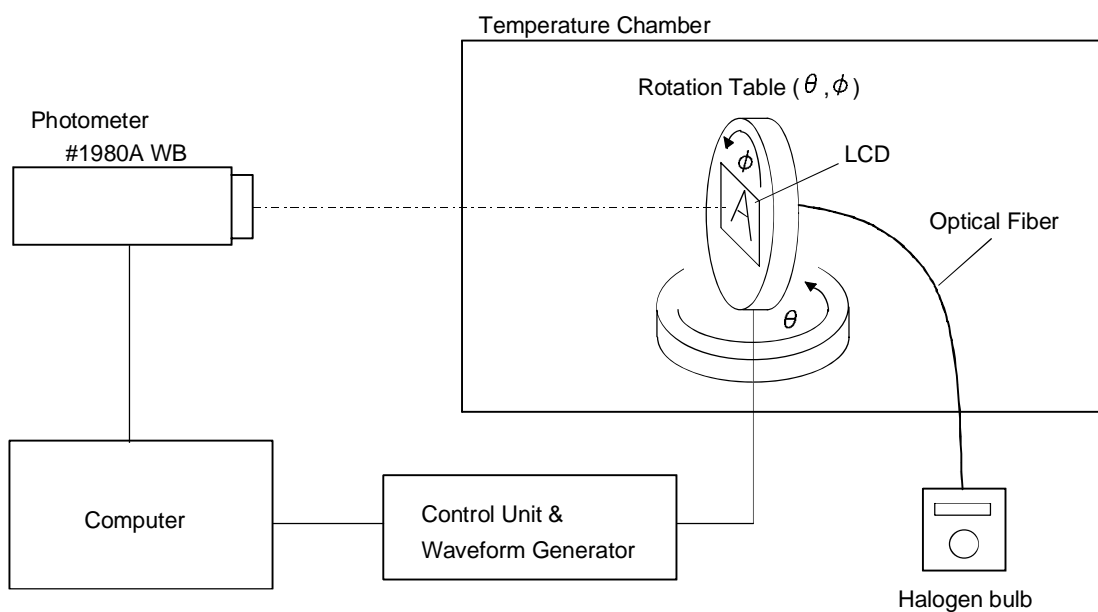 Temperature Chamber
Rotation Table ( θ , φ )
Photometer
#1980A WB
φ
LCD
A
Optical Fiber
θ
Computer
Control Unit &
Waveform Generator
Halogen bulb